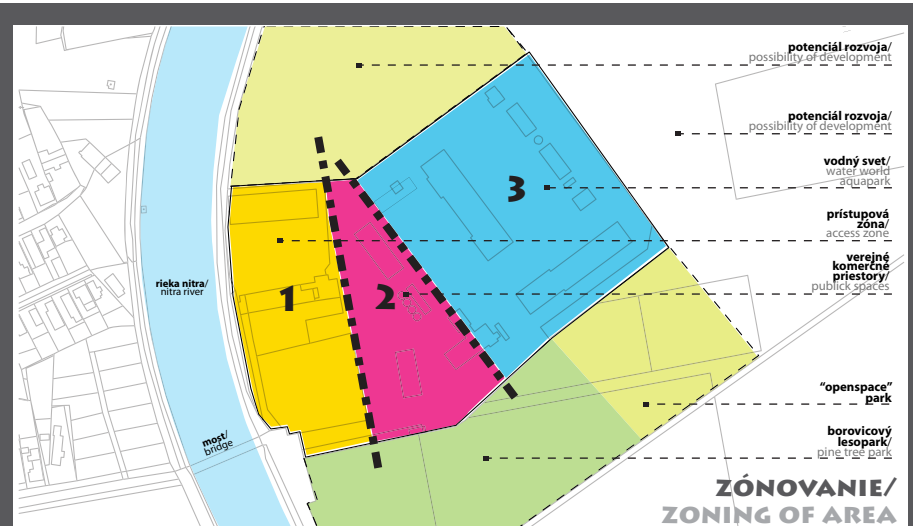 potenciál rozvoja/
possibility of development
potenciál rozvoja/
possibility of development
vodný svet/
water world
aquapark
prístupová
zóna/
access zone
verejné
komerčné
priestory/
publick spaces
"openspace"
park
borovicový
lesopark/
pine tree park
rieka nitra/
nitra river
most/
bridge
1
2
3
ZÓNOVANIE/
ZONING OF AREA